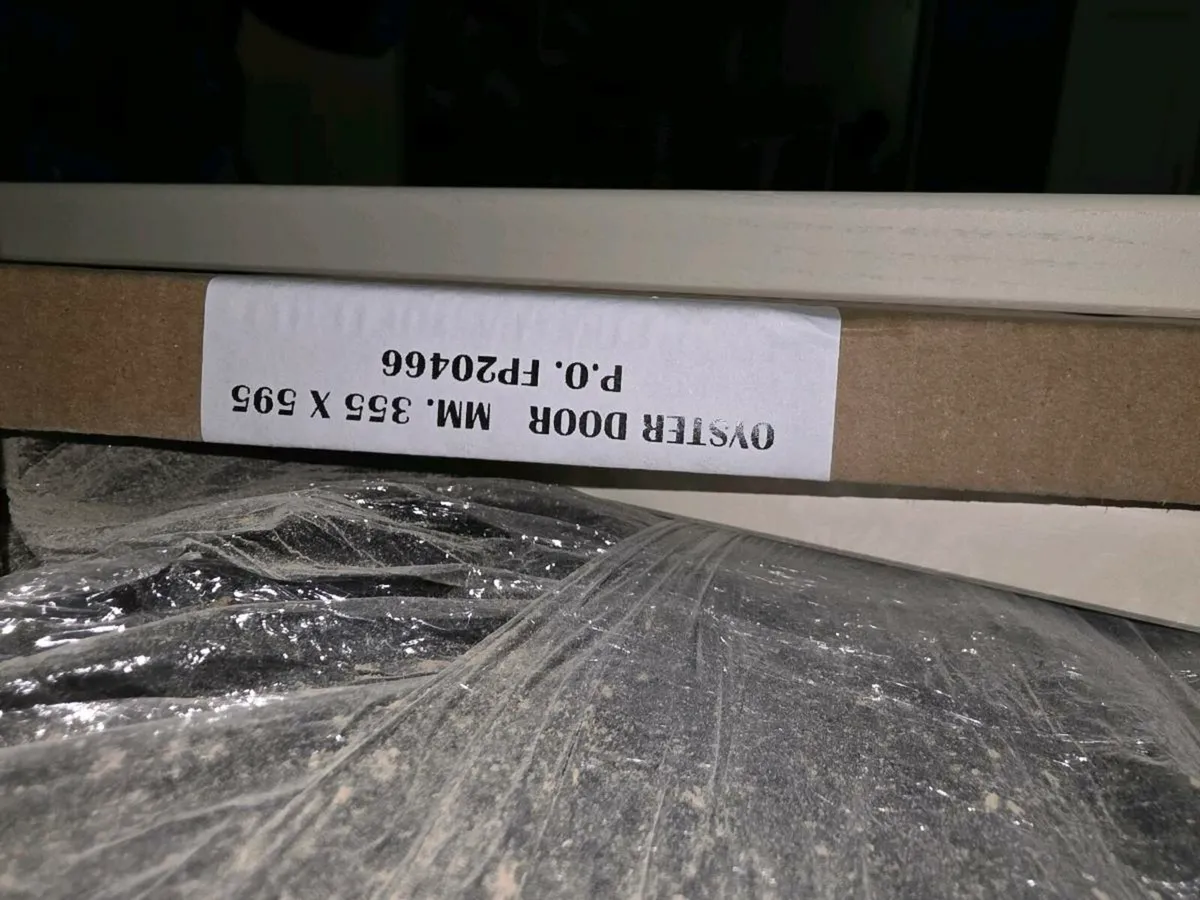 OYSTER DOOR MM. 355 X 595
P.O. FP20466